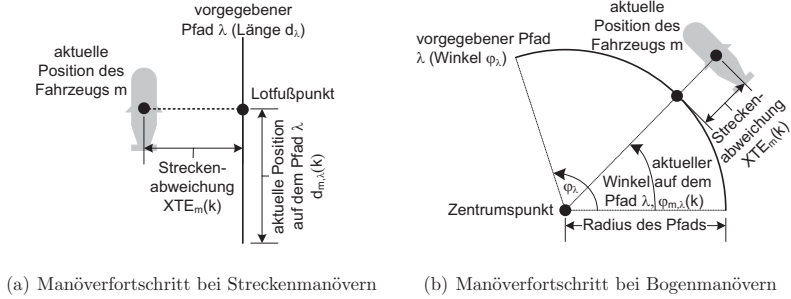 vorgegebener
Pfad λ (Länge dλ)
aktuelle
Position des
Fahrzeugs m
Lotfußpunkt
Strecken-
abweichung
XTEm(k)
aktuelle Position
auf dem Pfad λ
dm,λ(k)
(a) Manöverfortschritt bei Streckenmanövern
vorgegebener Pfad
λ (Winkel φλ)
aktuelle
Position des
Fahrzeugs m
Strecken-
abweichung
XTEm(k)
φλ
aktueller
Winkel auf dem
Pfad λ, φm,λ(k)
Zentrumspunkt
Radius des Pfads
(b) Manöverfortschritt bei Bogenmanövern